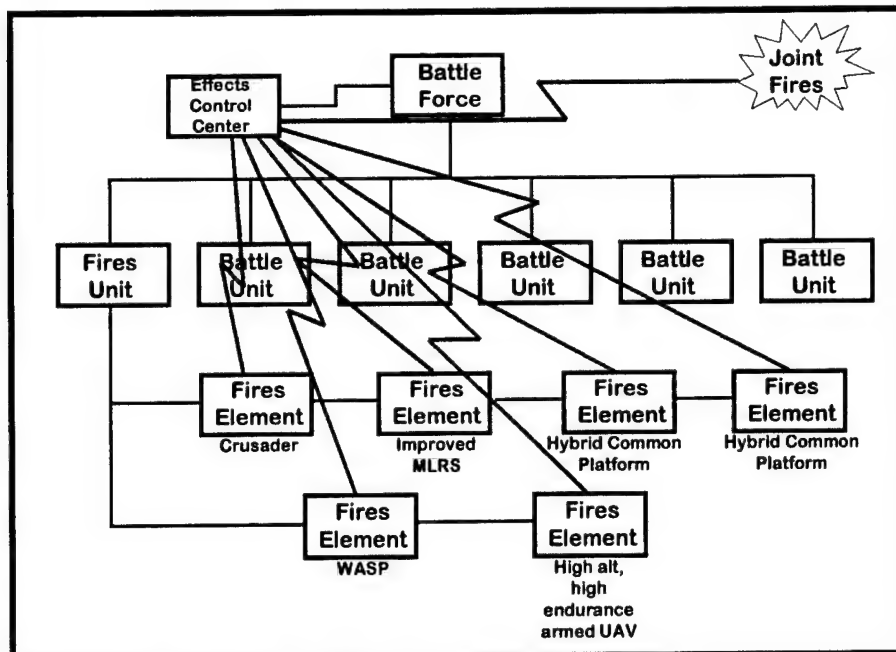 Effects
Control
Center
Battle
Force
Joint
Fires
Fires
Unit
Battle
Unit
Battle
Unit
Battle
Unit
Battle
Unit
Battle
Unit
Fires
Element
Crusader
Fires
Element
Improved
MLRS
Fires
Element
Hybrid Common
Platform
Fires
Element
Hybrid Common
Platform
Fires
Element
WASP
Fires
Element
High alt,
high
endurance
armed UAV